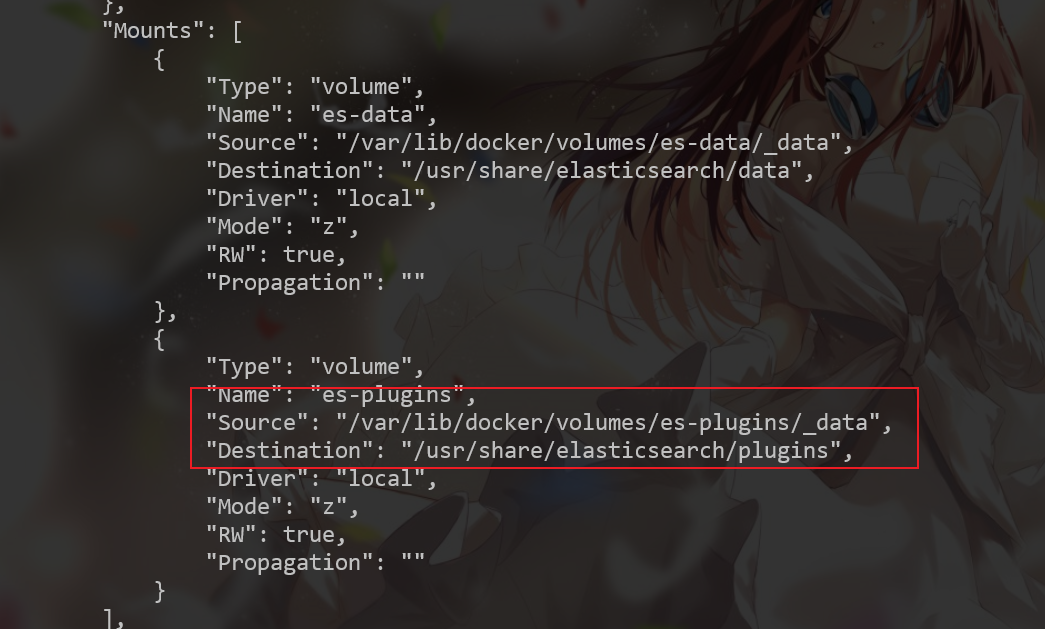 },
"Mounts": [
{
"Type": "volume",
"Name": "es-data",
"Source": "/var/lib/docker/volumes/es-data/_data",
"Destination": "/usr/share/elasticsearch/data",
"Driver": "local",
"Mode": "z",
"RW": true,
"Propagation": ""
},
{
"Type": "volume",
"Name": "es-plugins",
"Source": "/var/lib/docker/volumes/es-plugins/_data",
"Destination": "/usr/share/elasticsearch/plugins",
"Driver": "local",
"Mode": "z",
"RW": true,
"Propagation": ""
}
],